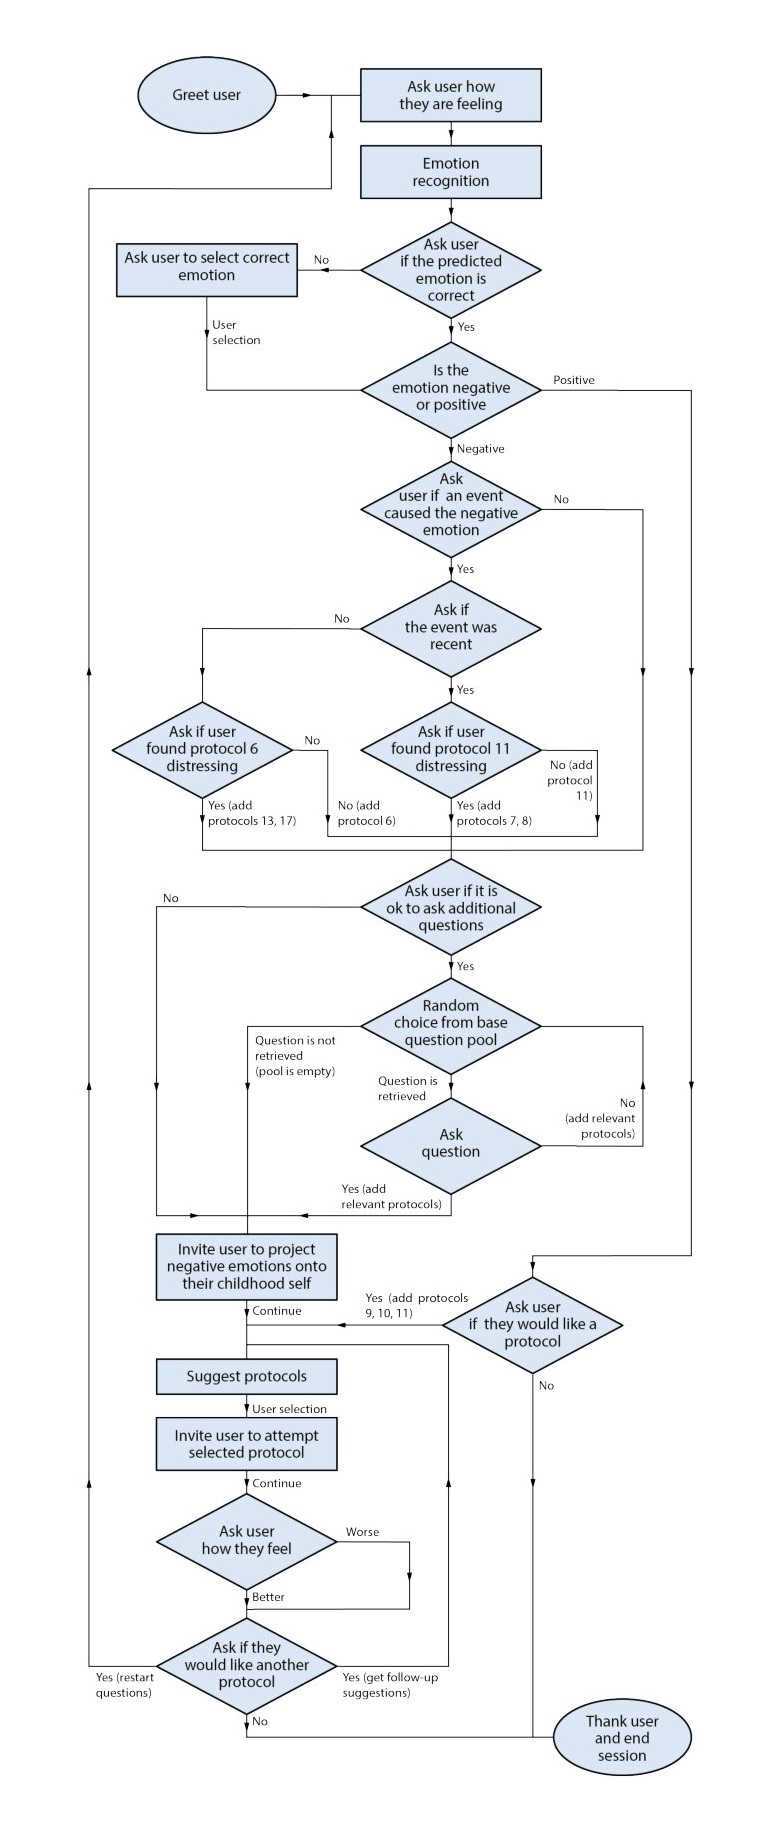 Greet user
Ask user how
they are feeling
Emotion
recognition
Ask user
if the predicted
emotion is
correct
No
Ask user to select correct
emotion
User
selection
Yes
Is the
emotion negative
or positive
Positive
Negative
Ask
user if an event
caused the negative
emotion
No
Yes
Ask if
the event was
recent
No
Yes
Ask if user
found protocol 6
distressing
No
Ask if user
found protocol 11
distressing
No (add
protocol
11)
Yes (add
protocols 13, 17)
No (add
protocol 6)
Yes (add
protocols 7, 8)
Ask user if it is
ok to ask additional
questions
No
Yes
Random
choice from base
question pool
Question is not
retrieved
(pool is empty)
Question is
retrieved
Ask
question
No
(add relevant
protocols)
Yes (add
relevant protocols)
Invite user to project
negative emotions onto
their childhood self
Continue
Yes (add protocols
9, 10, 11)
Ask user
if they would like a
protocol
No
Suggest protocols
User selection
Invite user to attempt
selected protocol
Continue
Ask user
how they feel
Worse
Better
Ask if they
would like another
protocol
Yes (restart
questions)
Yes (get follow-up
suggestions)
No
Thank user
and end
session